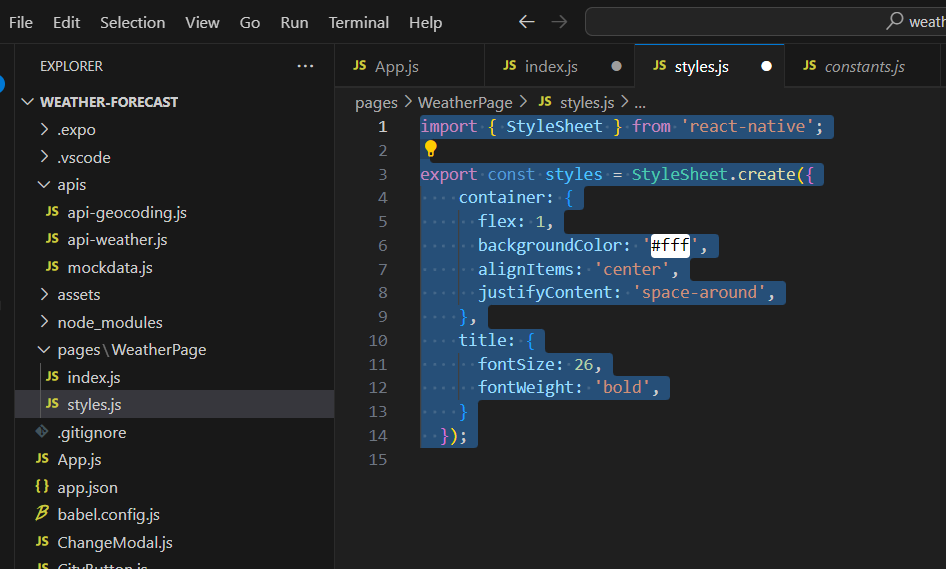 File Edit Selection View Go Run Terminal Help
weath
EXPLORER
WEATHER-FORECAST
.expo
.vscode
apis
JS api-geocoding.js
JS api-weather.js
JS mockdata.js
assets
node_modules
pages\WeatherPage
JS index.js
JS styles.js
.gitignore
JS App.js
{} app.json
B babel.config.js
JS ChangeModal.js
JS CityButton.js
JS App.js JS index.js JS styles.js JS constants.js
pages > WeatherPage > JS styles.js > ...
1 import { StyleSheet } from 'react-native';
2
3 export const styles = StyleSheet.create({
4 container: {
5 flex: 1,
6 backgroundColor: '#fff',
7 alignItems: 'center',
8 justifyContent: 'space-around',
9 },
10 title: {
11 fontSize: 26,
12 fontWeight: 'bold',
13 }
14 });
15